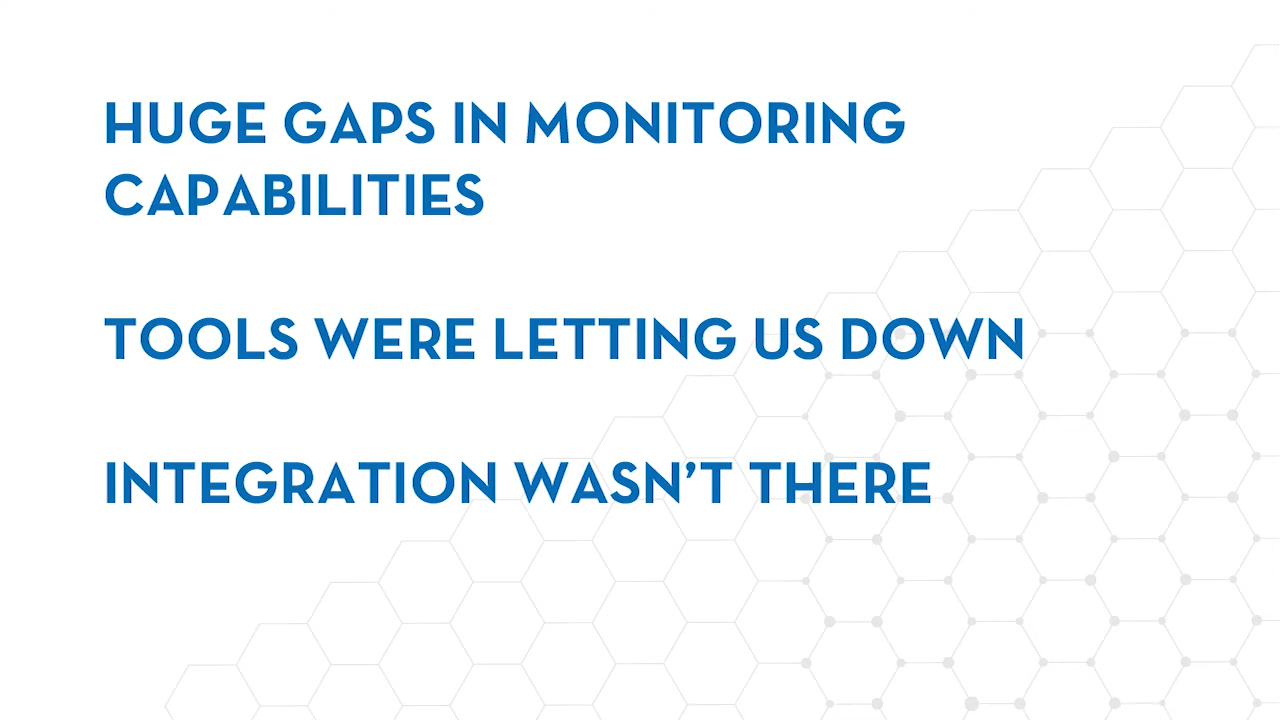 HUGE GAPS IN MONITORING
CAPABILITIES
TOOLS WERE LETTING US DOWN
INTEGRATION WASN’T THERE